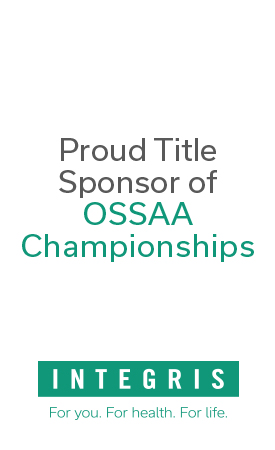 Proud Title
Sponsor of
OSSAA
Championships
INTEGRIS
For you. For health. For life.